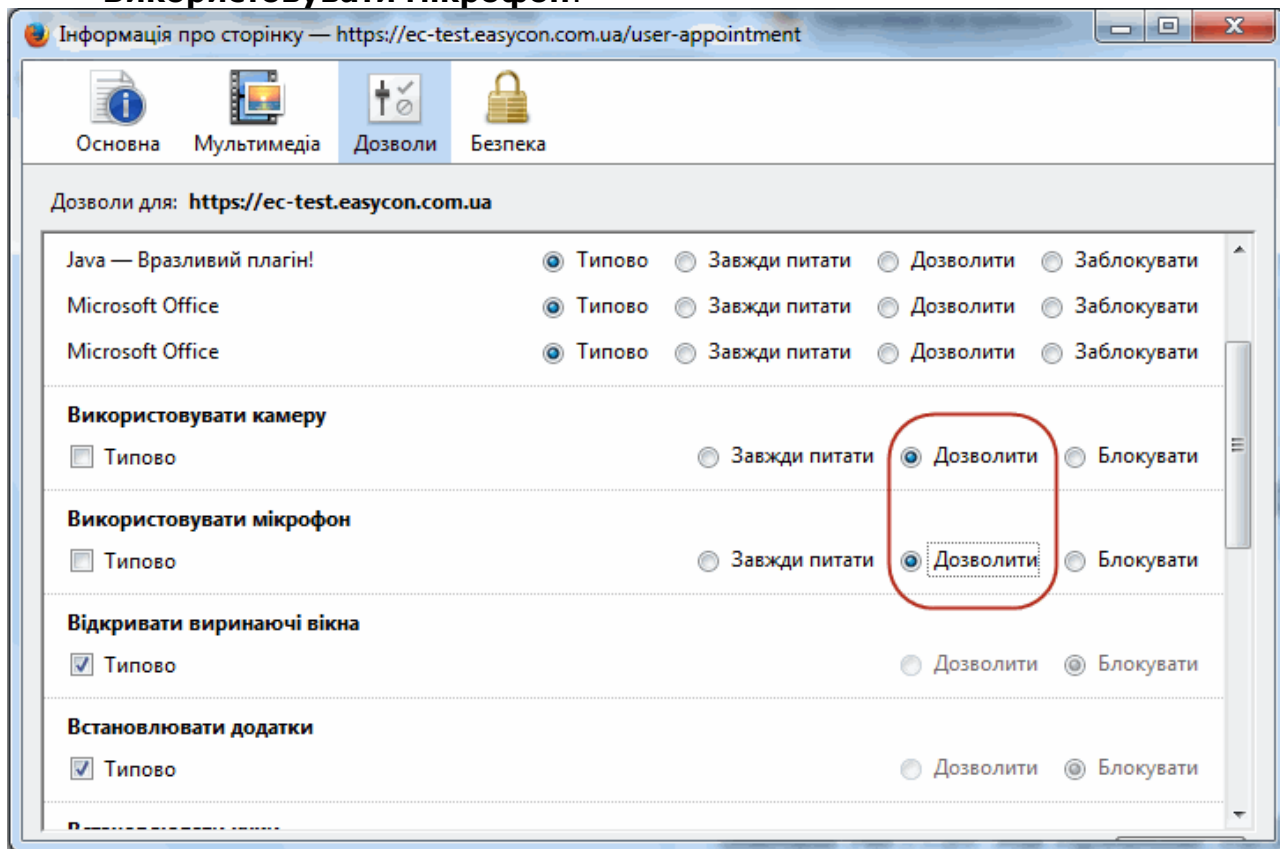 використовувати мікрофон.
Інформація про сторінку — https://ec-test.easycon.com.ua/user-appointment
Основна Мультимедіа Дозволи Безпека
Дозволи для: https://ec-test.easycon.com.ua
Java — Вразливий плагін! Типово Завжди питати Дозволити Заблокувати
Microsoft Office Типово Завжди питати Дозволити Заблокувати
Microsoft Office Типово Завжди питати Дозволити Заблокувати
Використовувати камеру
Типово Завжди питати Дозволити Блокувати
Використовувати мікрофон
Типово Завжди питати Дозволити Блокувати
Відкривати виринаючі вікна
Типово Дозволити Блокувати
Встановлювати додатки
Типово Дозволити Блокувати